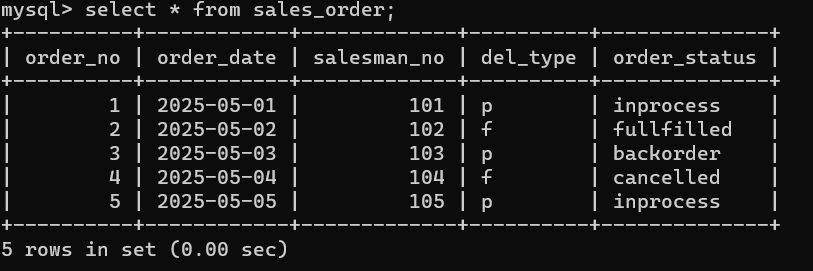 mysql> select * from sales_order;
+----------+------------+-------------+----------+--------------+
| order_no | order_date | salesman_no | del_type | order_status |
+----------+------------+-------------+----------+--------------+
|        1 | 2025-05-01 |         101 | p        | inprocess    |
|        2 | 2025-05-02 |         102 | f        | fullfilled   |
|        3 | 2025-05-03 |         103 | p        | backorder    |
|        4 | 2025-05-04 |         104 | f        | cancelled    |
|        5 | 2025-05-05 |         105 | p        | inprocess    |
+----------+------------+-------------+----------+--------------+
5 rows in set (0.00 sec)